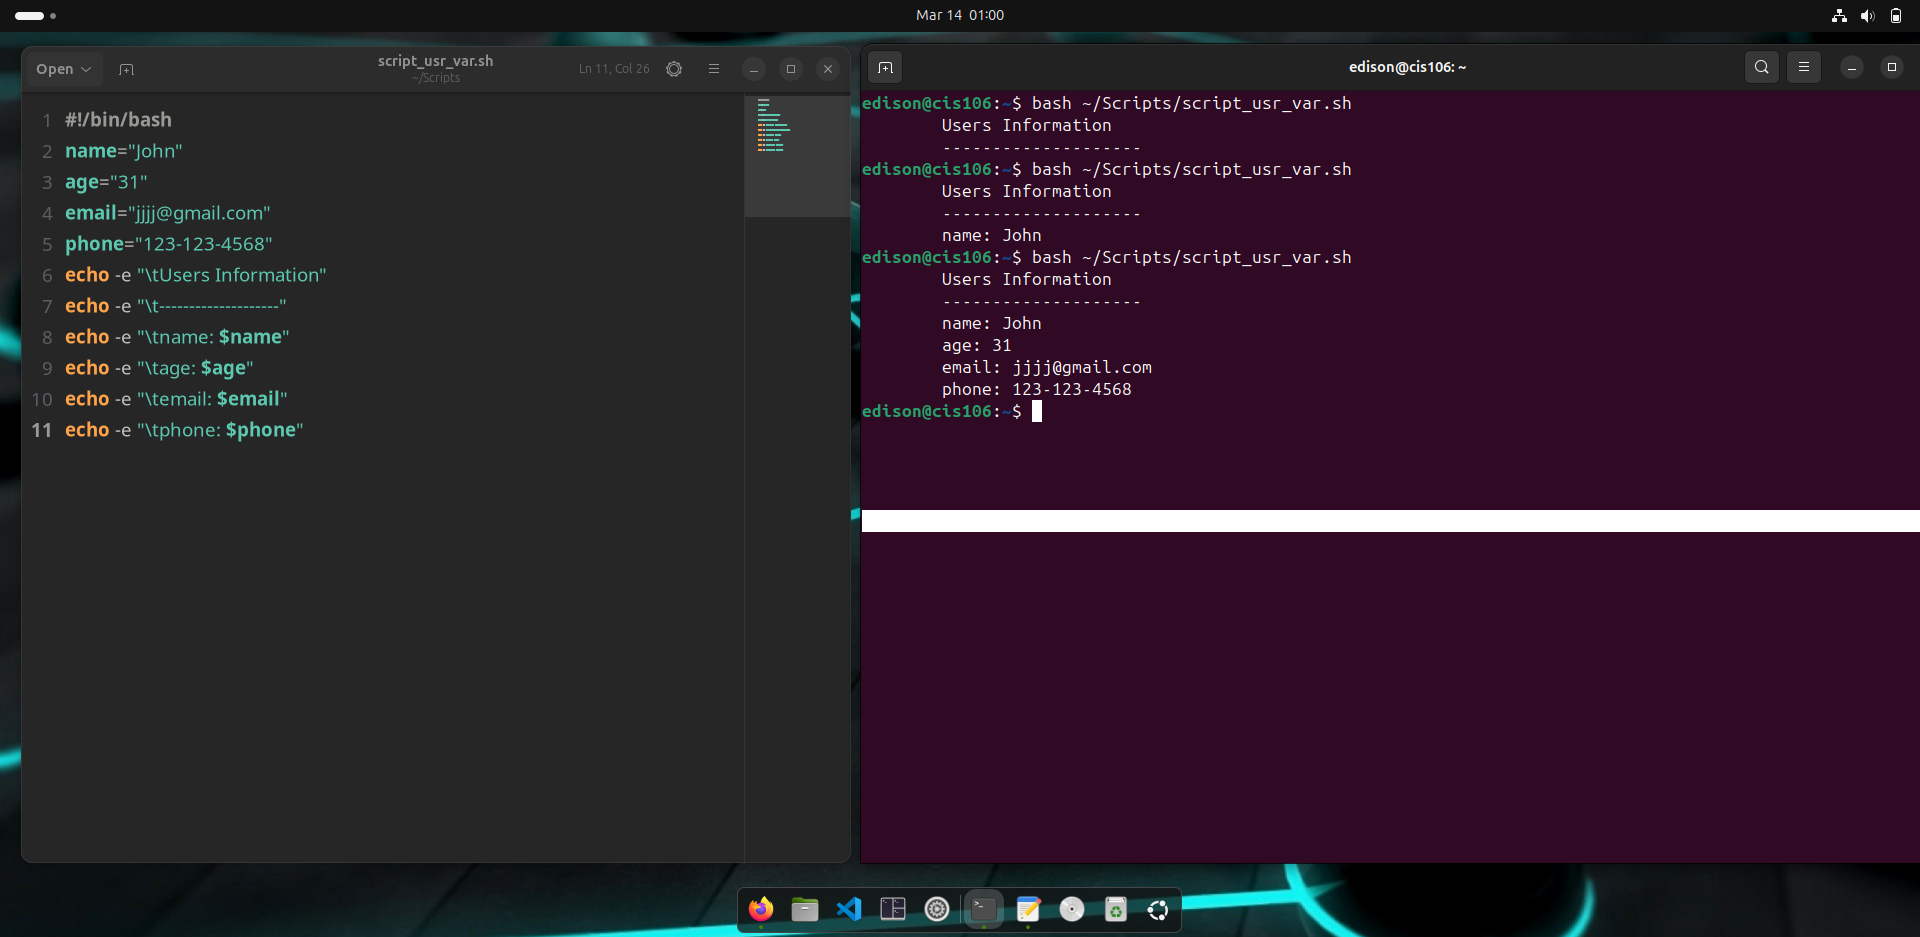 Mar 14 01:00
Open
script_usr_var.sh
~/Scripts
Ln 11, Col 26
1 #!/bin/bash
2 name="John"
3 age="31"
4 email="jjjj@gmail.com"
5 phone="123-123-4568"
6 echo -e "\tUsers Information"
7 echo -e "\t--------------------"
8 echo -e "\tname: $name"
9 echo -e "\tage: $age"
10 echo -e "\temail: $email"
11 echo -e "\tphone: $phone"
edison@cis106: ~
edison@cis106:~$ bash ~/Scripts/script_usr_var.sh
Users Information
--------------------
edison@cis106:~$ bash ~/Scripts/script_usr_var.sh
Users Information
--------------------
name: John
edison@cis106:~$ bash ~/Scripts/script_usr_var.sh
Users Information
--------------------
name: John
age: 31
email: jjjj@gmail.com
phone: 123-123-4568
edison@cis106:~$